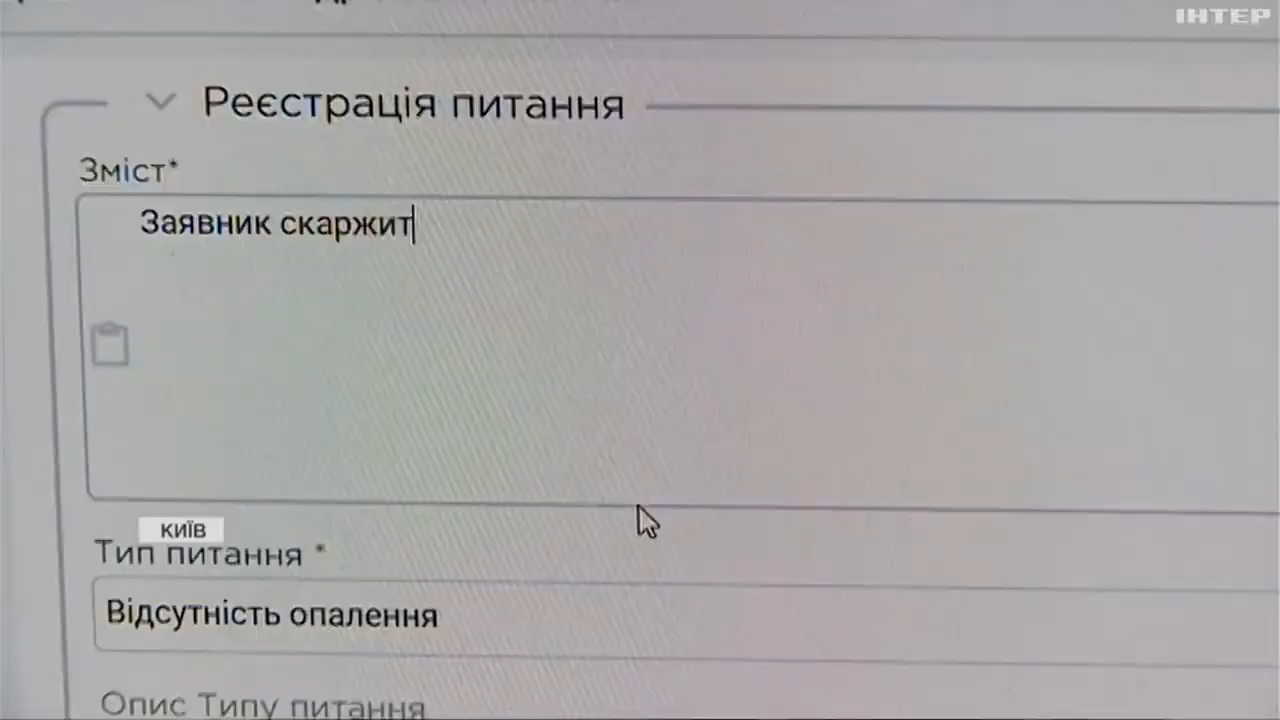 ІНТЕР
Реєстрація питання
Зміст*
Заявник скаржит
КИЇВ
Тип питання *
Відсутність опалення
Опис Типу питання